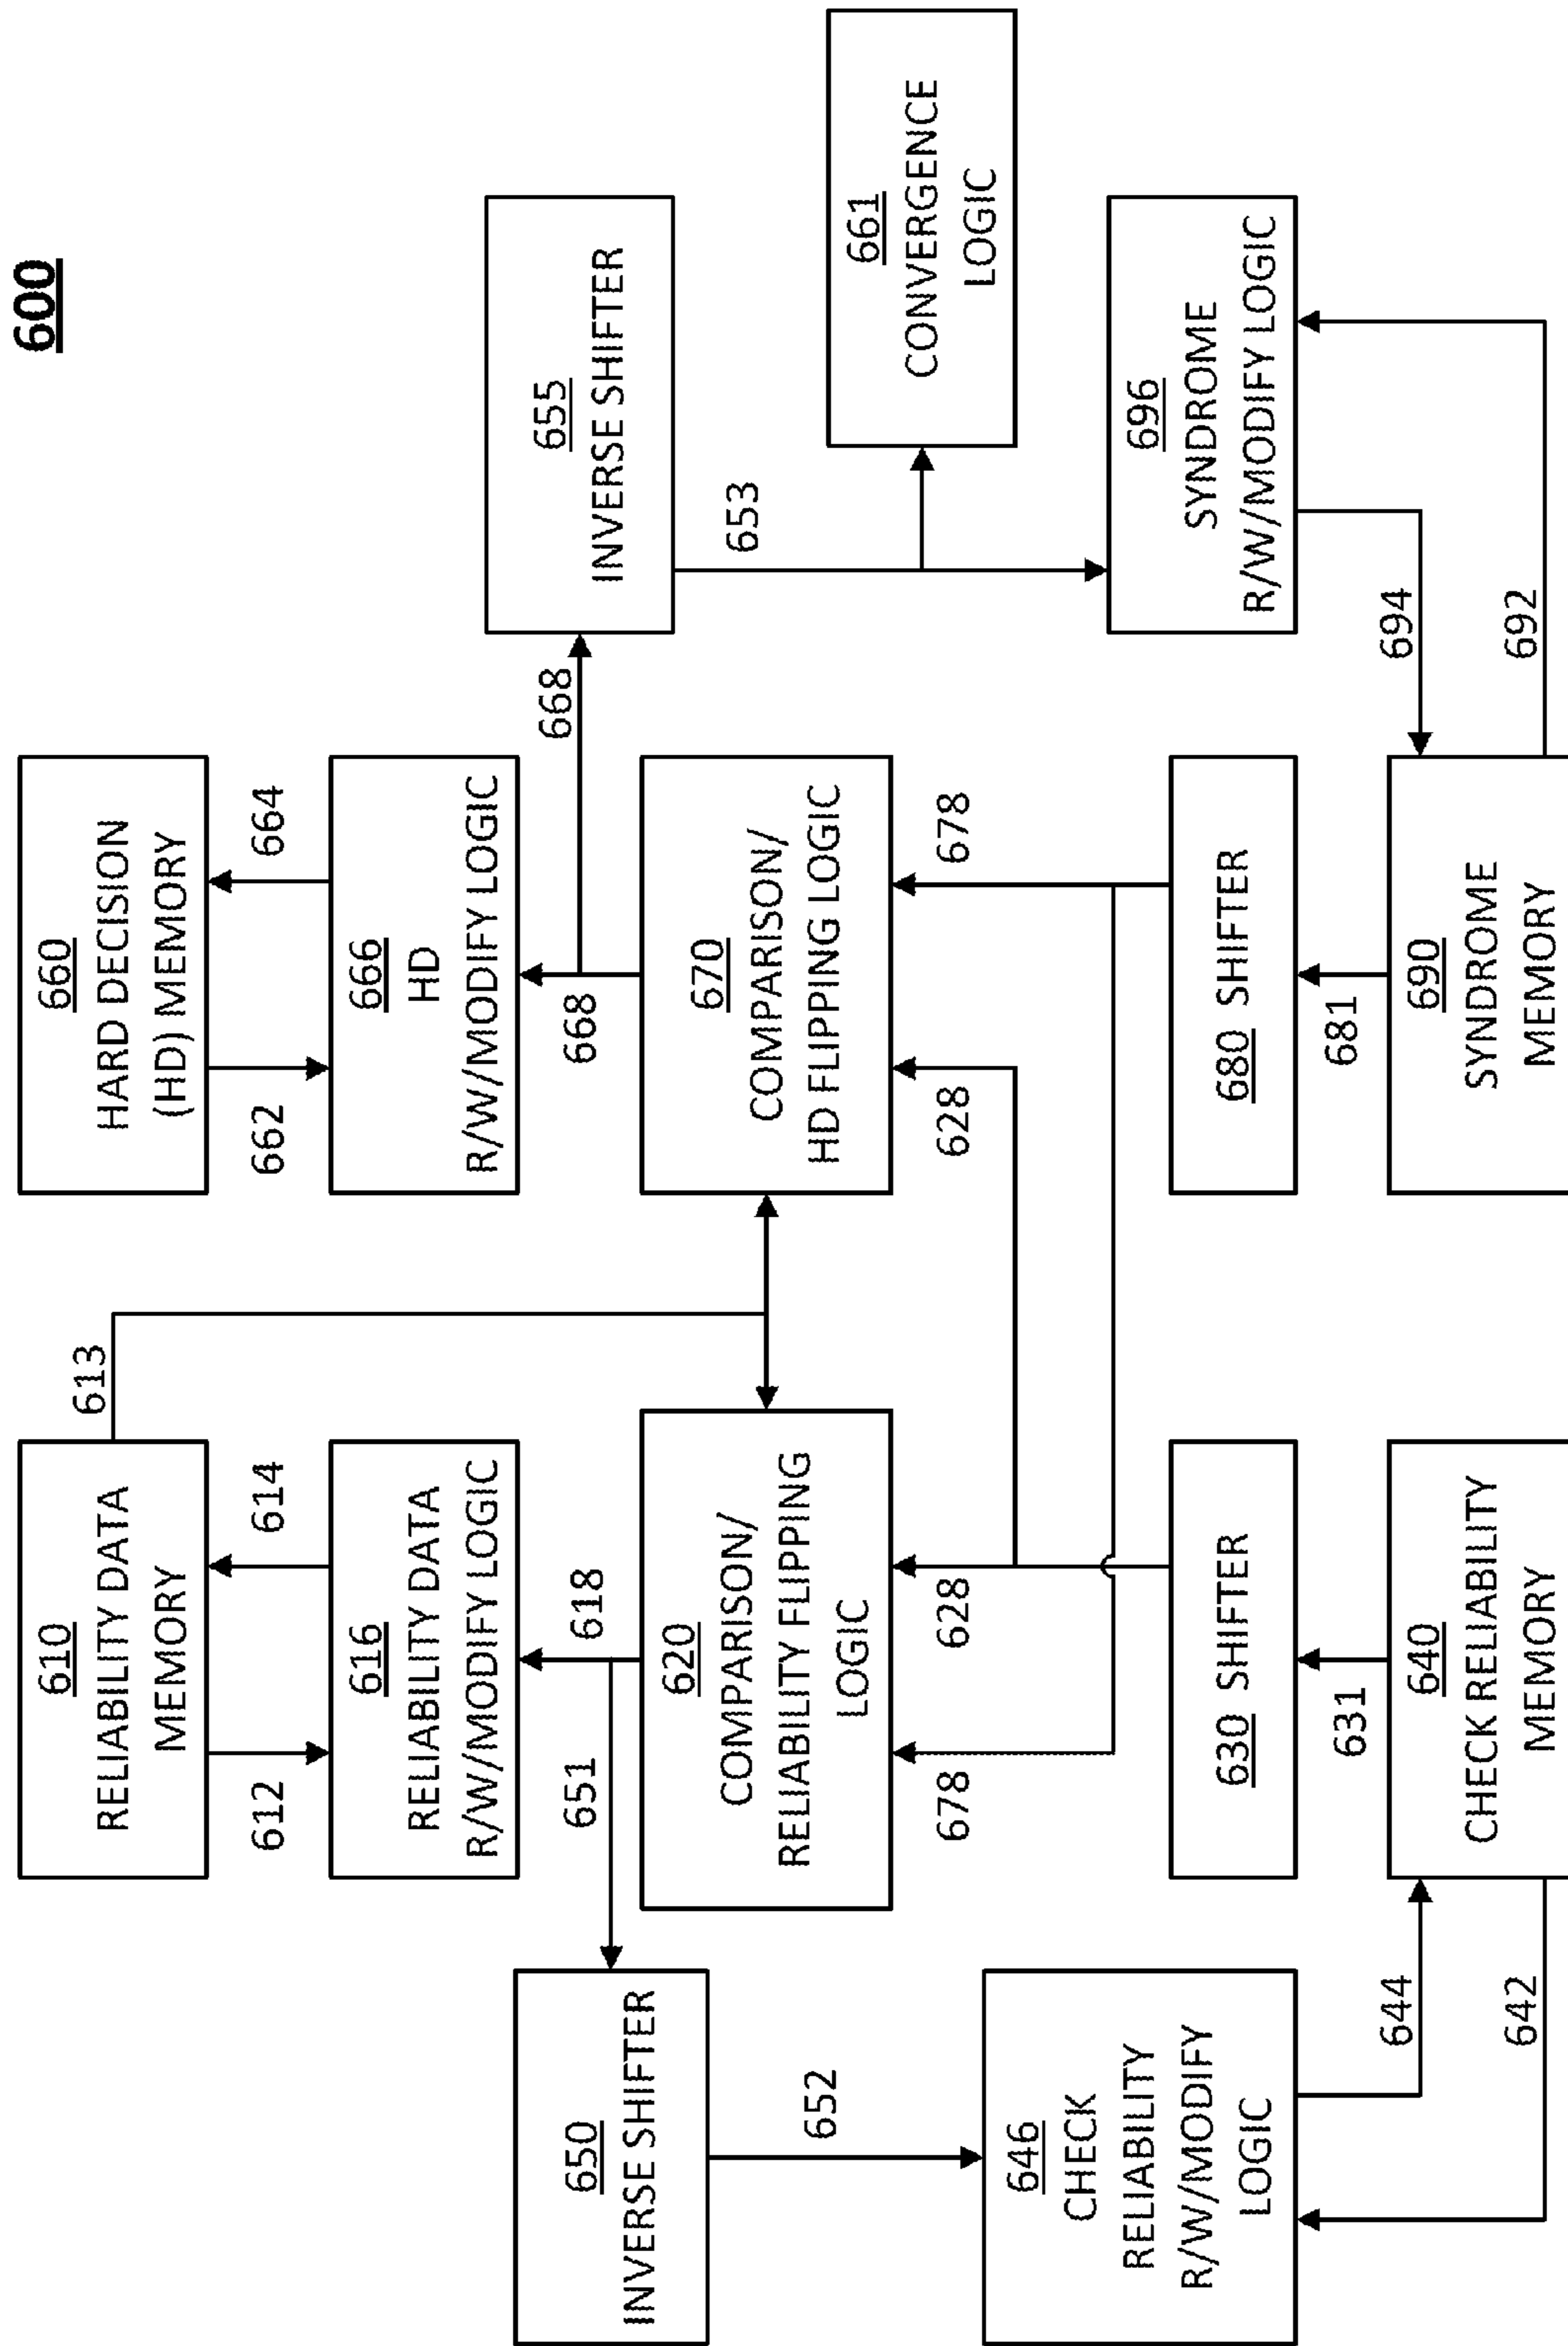 600
610
RELIABILITY DATA
MEMORY
613
660
HARD DECISION
(HD) MEMORY
612
614
662
664
616
RELIABILITY DATA
R/W/MODIFY LOGIC
666
HD
R/W/MODIFY LOGIC
650
INVERSE SHIFTER
651
618
668
668
655
INVERSE SHIFTER
620
COMPARISON/
RELIABILITY FLIPPING
LOGIC
670
COMPARISON/
HD FLIPPING LOGIC
652
653
678
628
628
678
661
CONVERGENCE
LOGIC
646
CHECK
RELIABILITY
R/W/MODIFY
LOGIC
630 SHIFTER
680 SHIFTER
696
SYNDROME
R/W/MODIFY LOGIC
631
681
644
694
640
CHECK RELIABILITY
MEMORY
690
SYNDROME
MEMORY
642
692